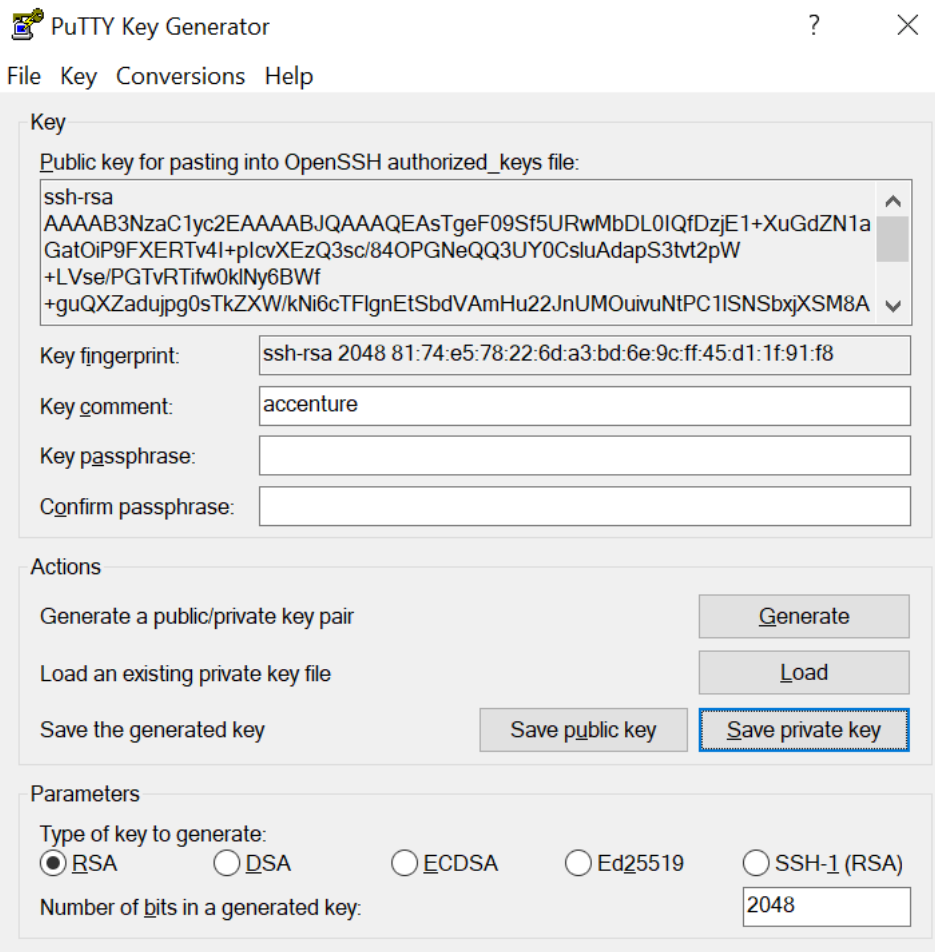 PuTTY Key Generator
?
File Key Conversions Help
Key
Public key for pasting into OpenSSH authorized_keys file:
ssh-rsa
AAAAB3NzaC1yc2EAAAABJQAAAQEAsTgeF09Sf5URwMbDL0IQfDzjE1+XuGdZN1a
GatOiP9FXERTv4I+pIcvXEzQ3sc/84OPGNeQQ3UY0CsluAdapS3tvt2pW
+LVse/PGTvRTifw0klNy6BWf
+guQXZadujpg0sTkZXW/kNi6cTFlgnEtSbdVAmHu22JnUMOuivuNtPC1lSNSbxjXSM8A
Key fingerprint:
ssh-rsa 2048 81:74:e5:78:22:6d:a3:bd:6e:9c:ff:45:d1:1f:91:f8
Key comment:
accenture
Key passphrase:
Confirm passphrase:
Actions
Generate a public/private key pair
Generate
Load an existing private key file
Load
Save the generated key
Save public key
Save private key
Parameters
Type of key to generate:
RSA DSA ECDSA Ed25519 SSH-1 (RSA)
Number of bits in a generated key:
2048